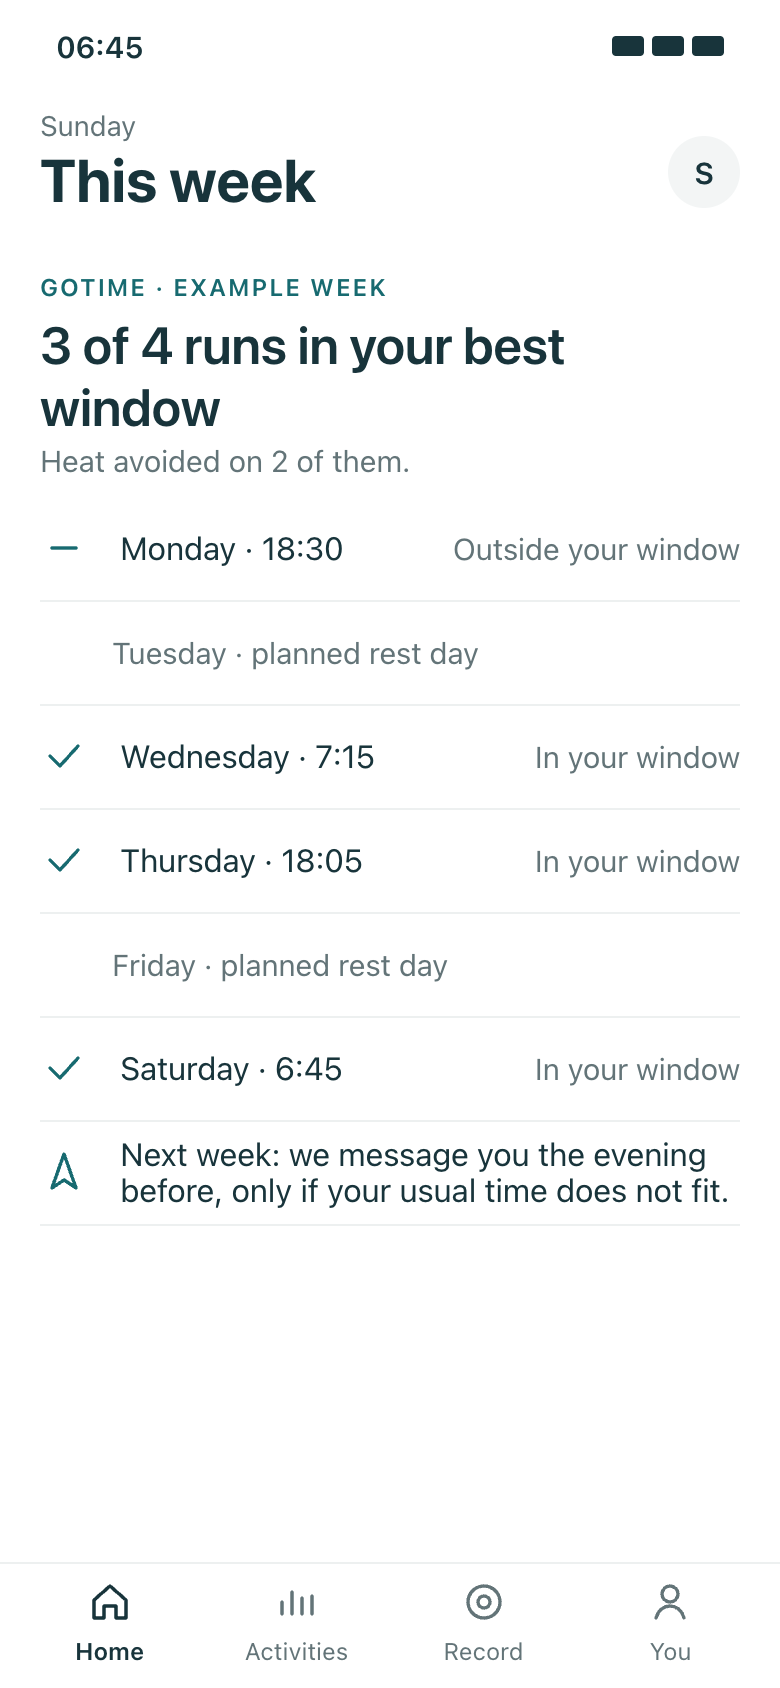 06:45
Sunday
This week
S
GOTIME · EXAMPLE WEEK
3 of 4 runs in your best
window
Heat avoided on 2 of them.
Monday · 18:30 Outside your window
Tuesday · planned rest day
Wednesday · 7:15 In your window
Thursday · 18:05 In your window
Friday · planned rest day
Saturday · 6:45 In your window
Next week: we message you the evening
before, only if your usual time does not fit.
Home Activities Record You